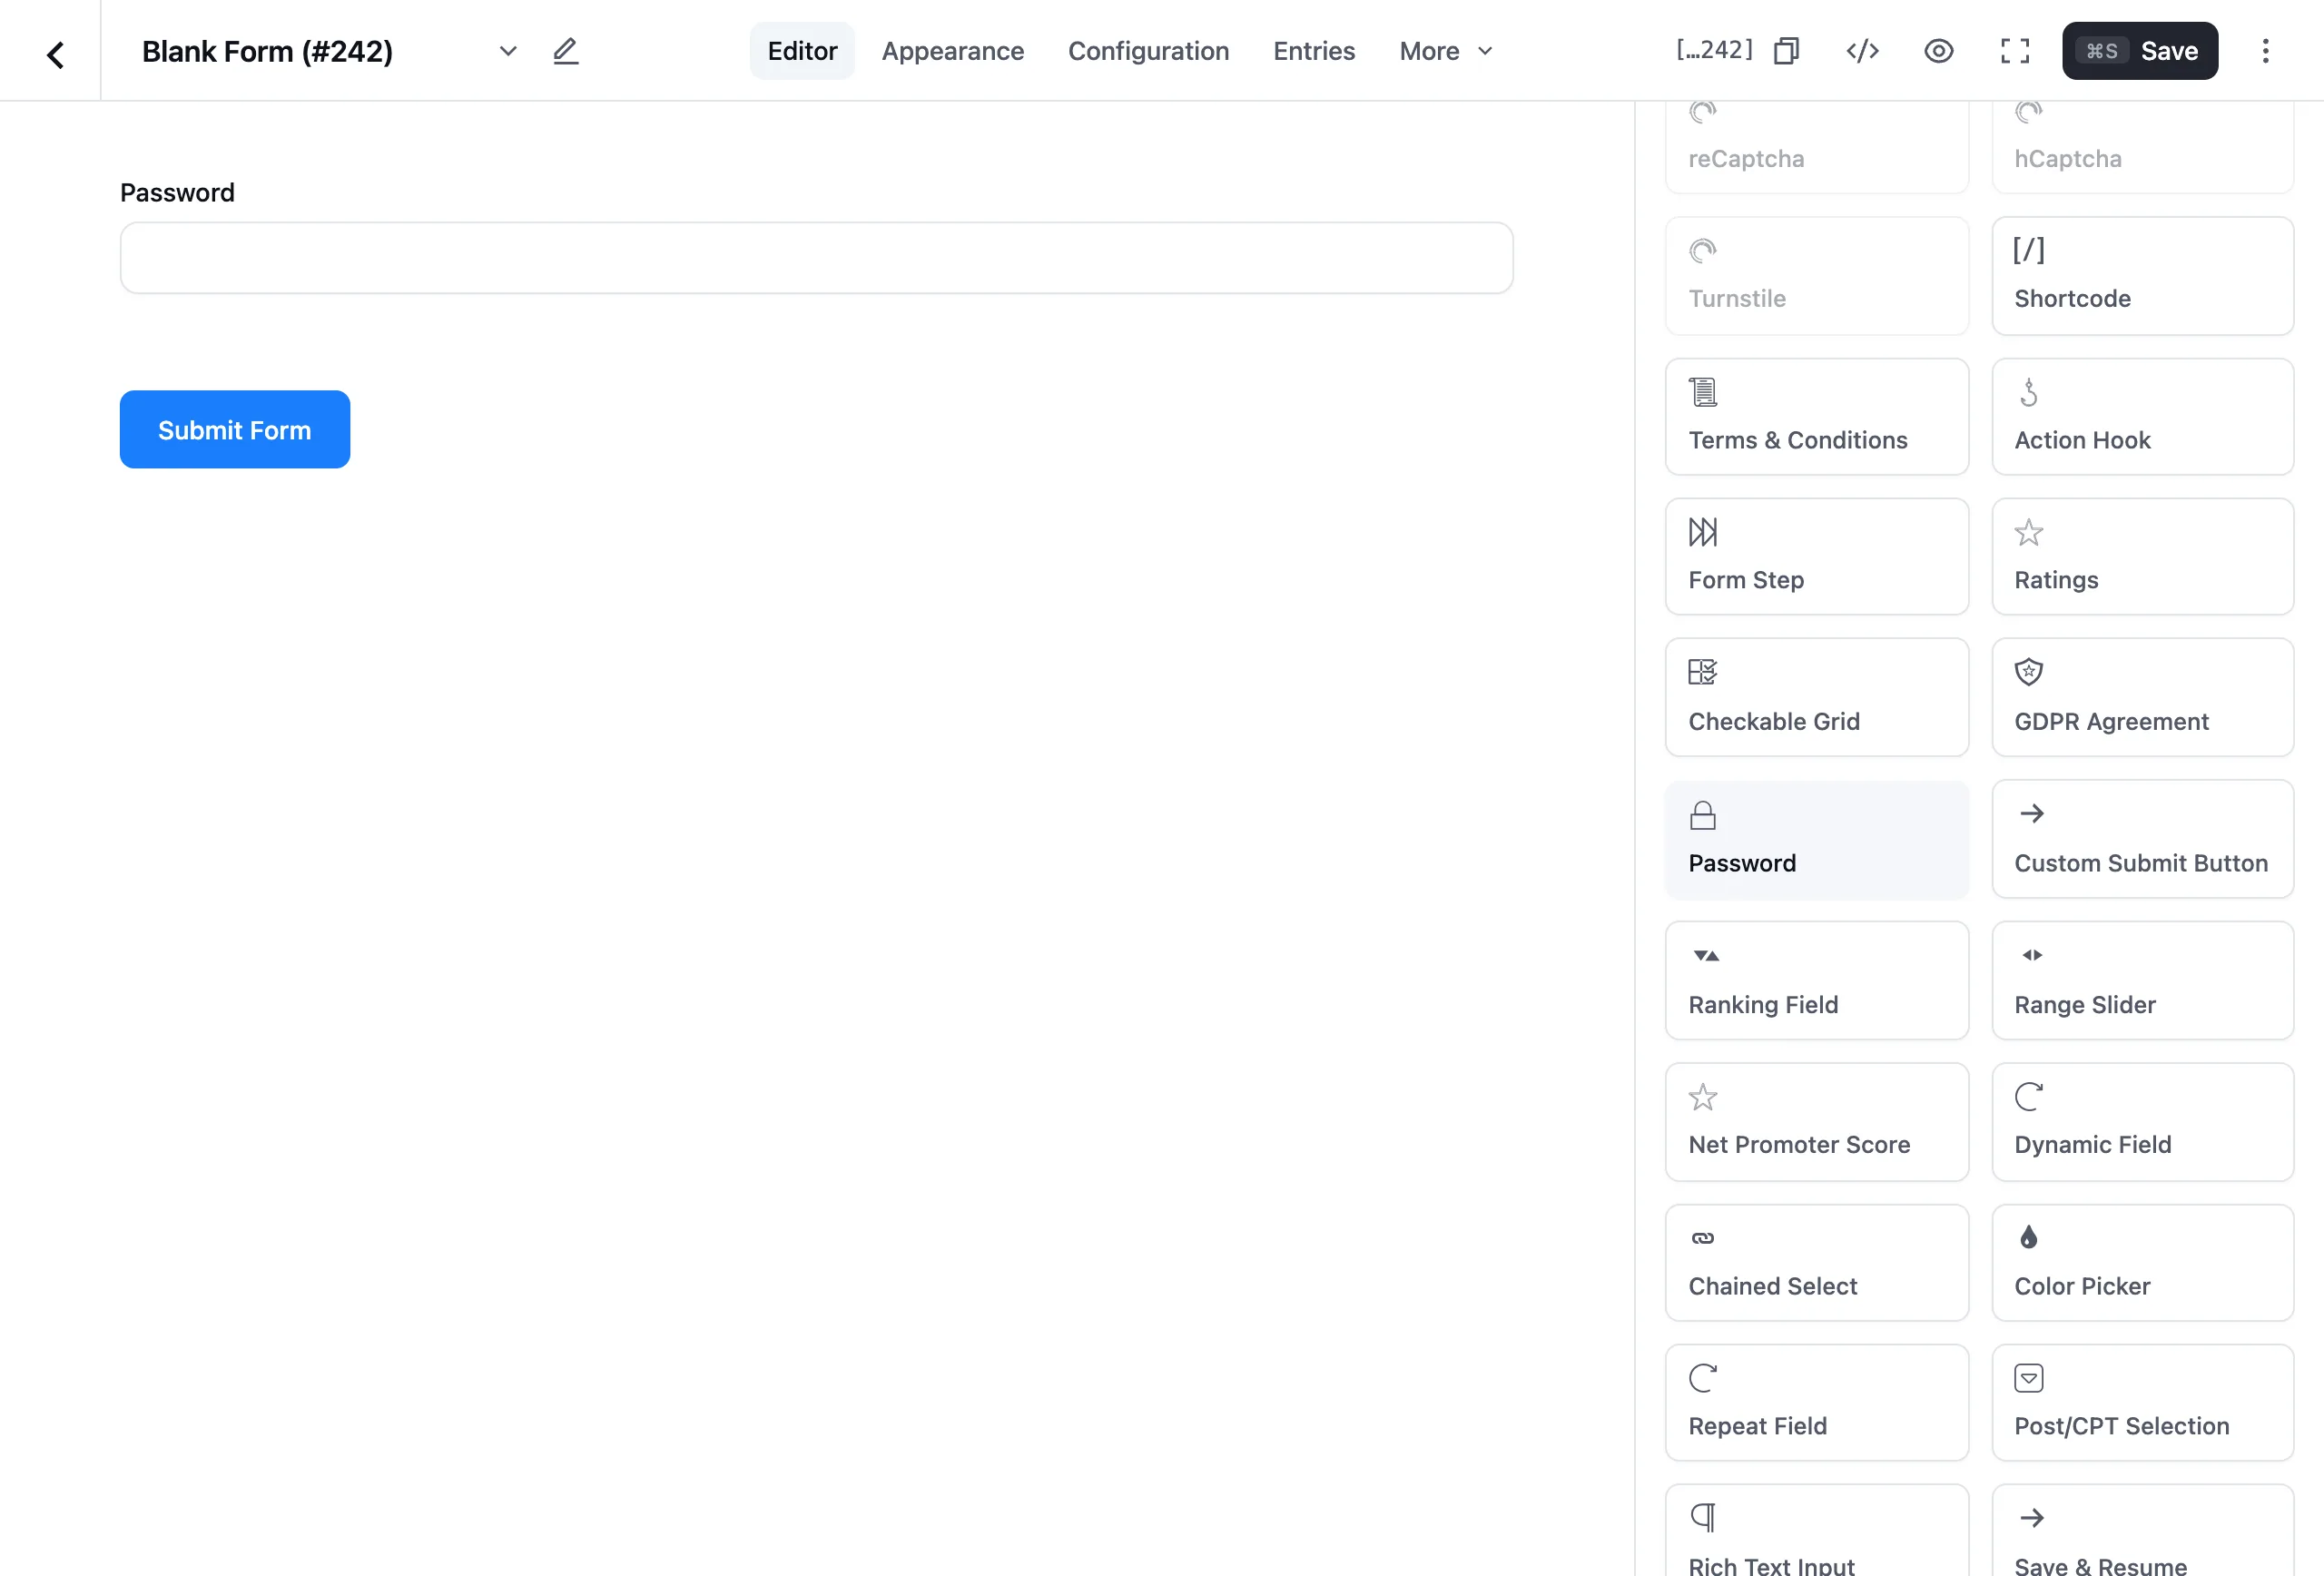 Blank Form (#242)
Editor
Appearance
Configuration
Entries
More
[…242]
</>
⌘S Save
Password
Submit Form
reCaptcha
hCaptcha
Turnstile
[/]
Shortcode
Terms & Conditions
Action Hook
Form Step
Ratings
Checkable Grid
GDPR Agreement
Password
Custom Submit Button
Ranking Field
Range Slider
Net Promoter Score
Dynamic Field
Chained Select
Color Picker
Repeat Field
Post/CPT Selection
Rich Text Input
Save & Resume